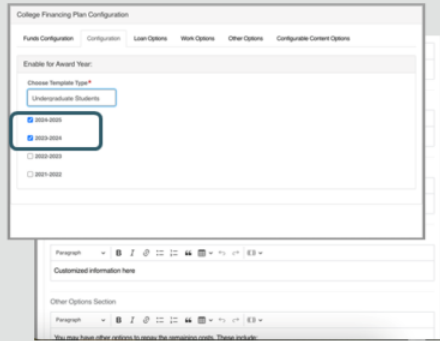 College Financing Plan Configuration
Funds Configuration Configuration Loan Options Work Options Other Options Configurable Content Options
Enable for Award Year:
Choose Template Type*
Undergraduate Students
2024-2025
2023-2024
2022-2023
2021-2022
Paragraph B I
Customized information here
Other Options Section
Paragraph B I
You may have other options to repay the remaining costs. These include: